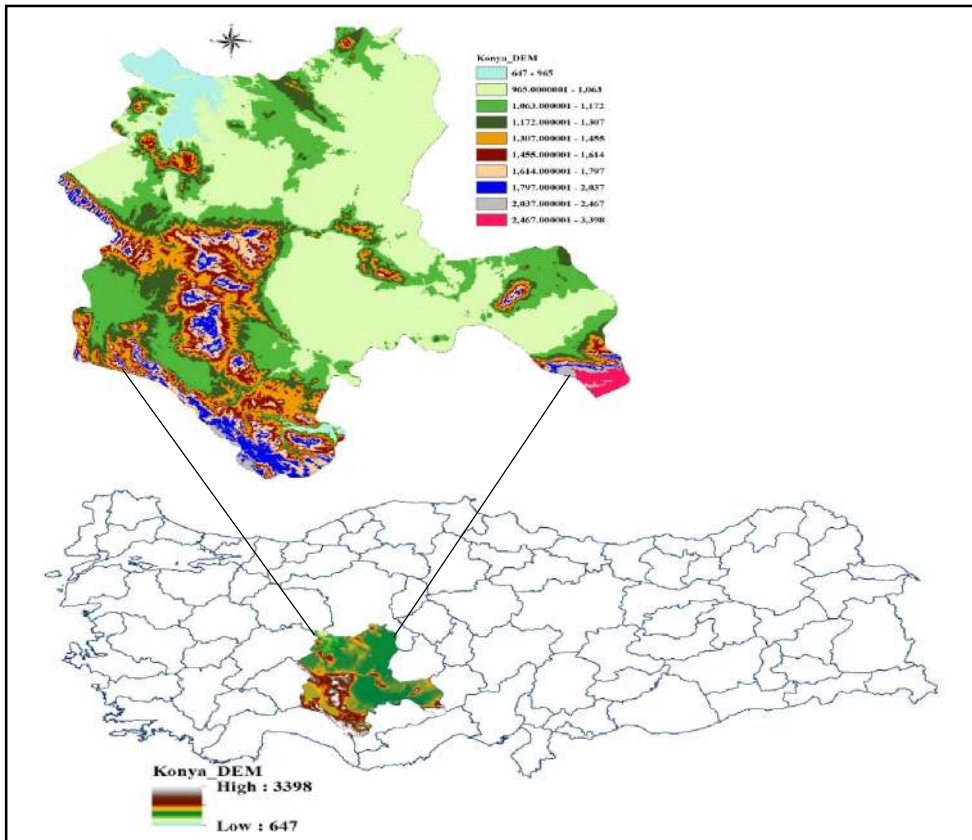 Konya_DEM
647 - 965
965.0000001 - 1,063
1,063.000001 - 1,172
1,172.000001 - 1,307
1,307.000001 - 1,455
1,455.000001 - 1,614
1,614.000001 - 1,797
1,797.000001 - 2,037
2,037.000001 - 2,467
2,467.000001 - 3,398
Konya_DEM
High : 3398
Low : 647